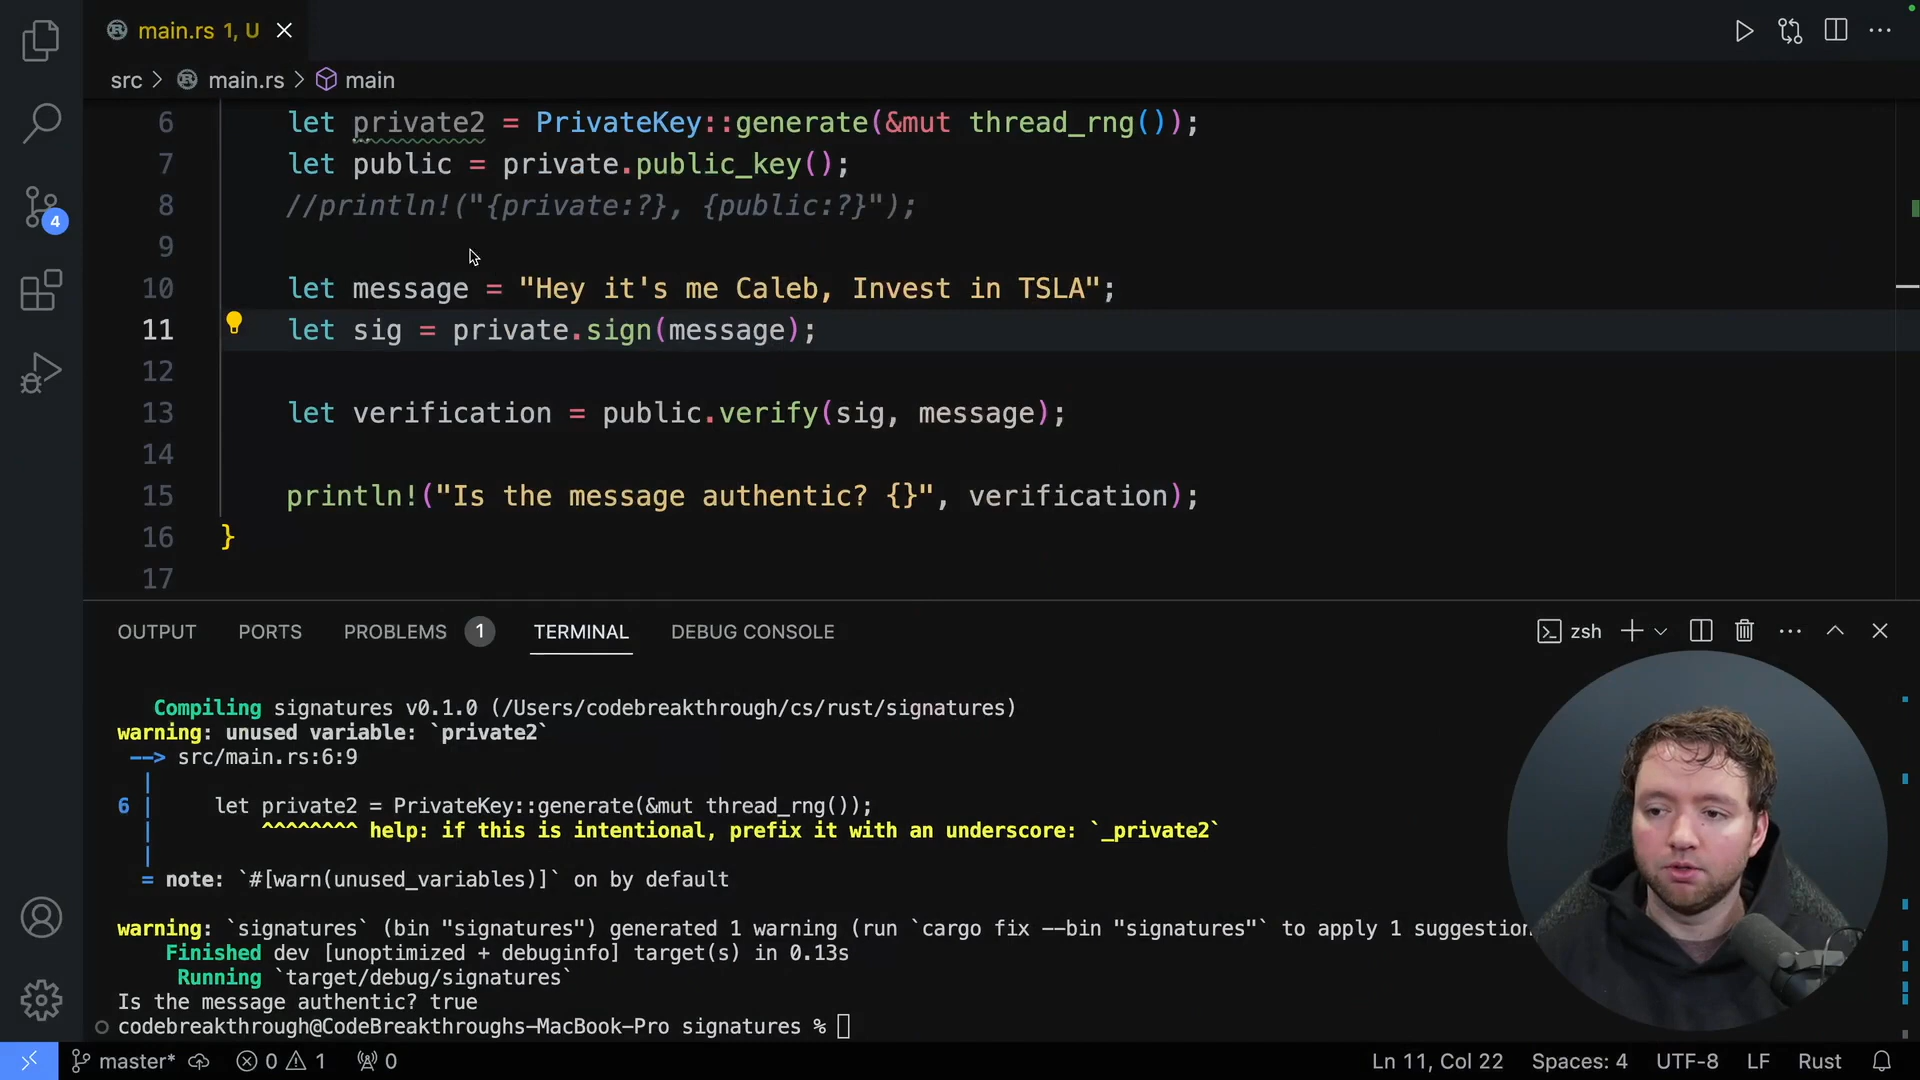 main.rs 1, U
src > main.rs > main
6 let private2 = PrivateKey::generate(&mut thread_rng());
7 let public = private.public_key();
8 //println!("{private:?}, {public:?}");
9
10 let message = "Hey it's me Caleb, Invest in TSLA";
11 let sig = private.sign(message);
12
13 let verification = public.verify(sig, message);
14
15 println!("Is the message authentic? {}", verification);
16 }
17
4
OUTPUT PORTS PROBLEMS 1 TERMINAL DEBUG CONSOLE zsh
Compiling signatures v0.1.0 (/Users/codebreakthrough/cs/rust/signatures)
warning: unused variable: `private2`
--> src/main.rs:6:9
|
6 | let private2 = PrivateKey::generate(&mut thread_rng());
| ^^^^^^^^ help: if this is intentional, prefix it with an underscore: `_private2`
|
= note: `#[warn(unused_variables)]` on by default
warning: `signatures` (bin "signatures") generated 1 warning (run `cargo fix --bin "signatures"` to apply 1 suggestion
Finished dev [unoptimized + debuginfo] target(s) in 0.13s
Running `target/debug/signatures`
Is the message authentic? true
codebreakthrough@CodeBreakthroughs-MacBook-Pro signatures %
master* 0 1 0 Ln 11, Col 22 Spaces: 4 UTF-8 LF Rust